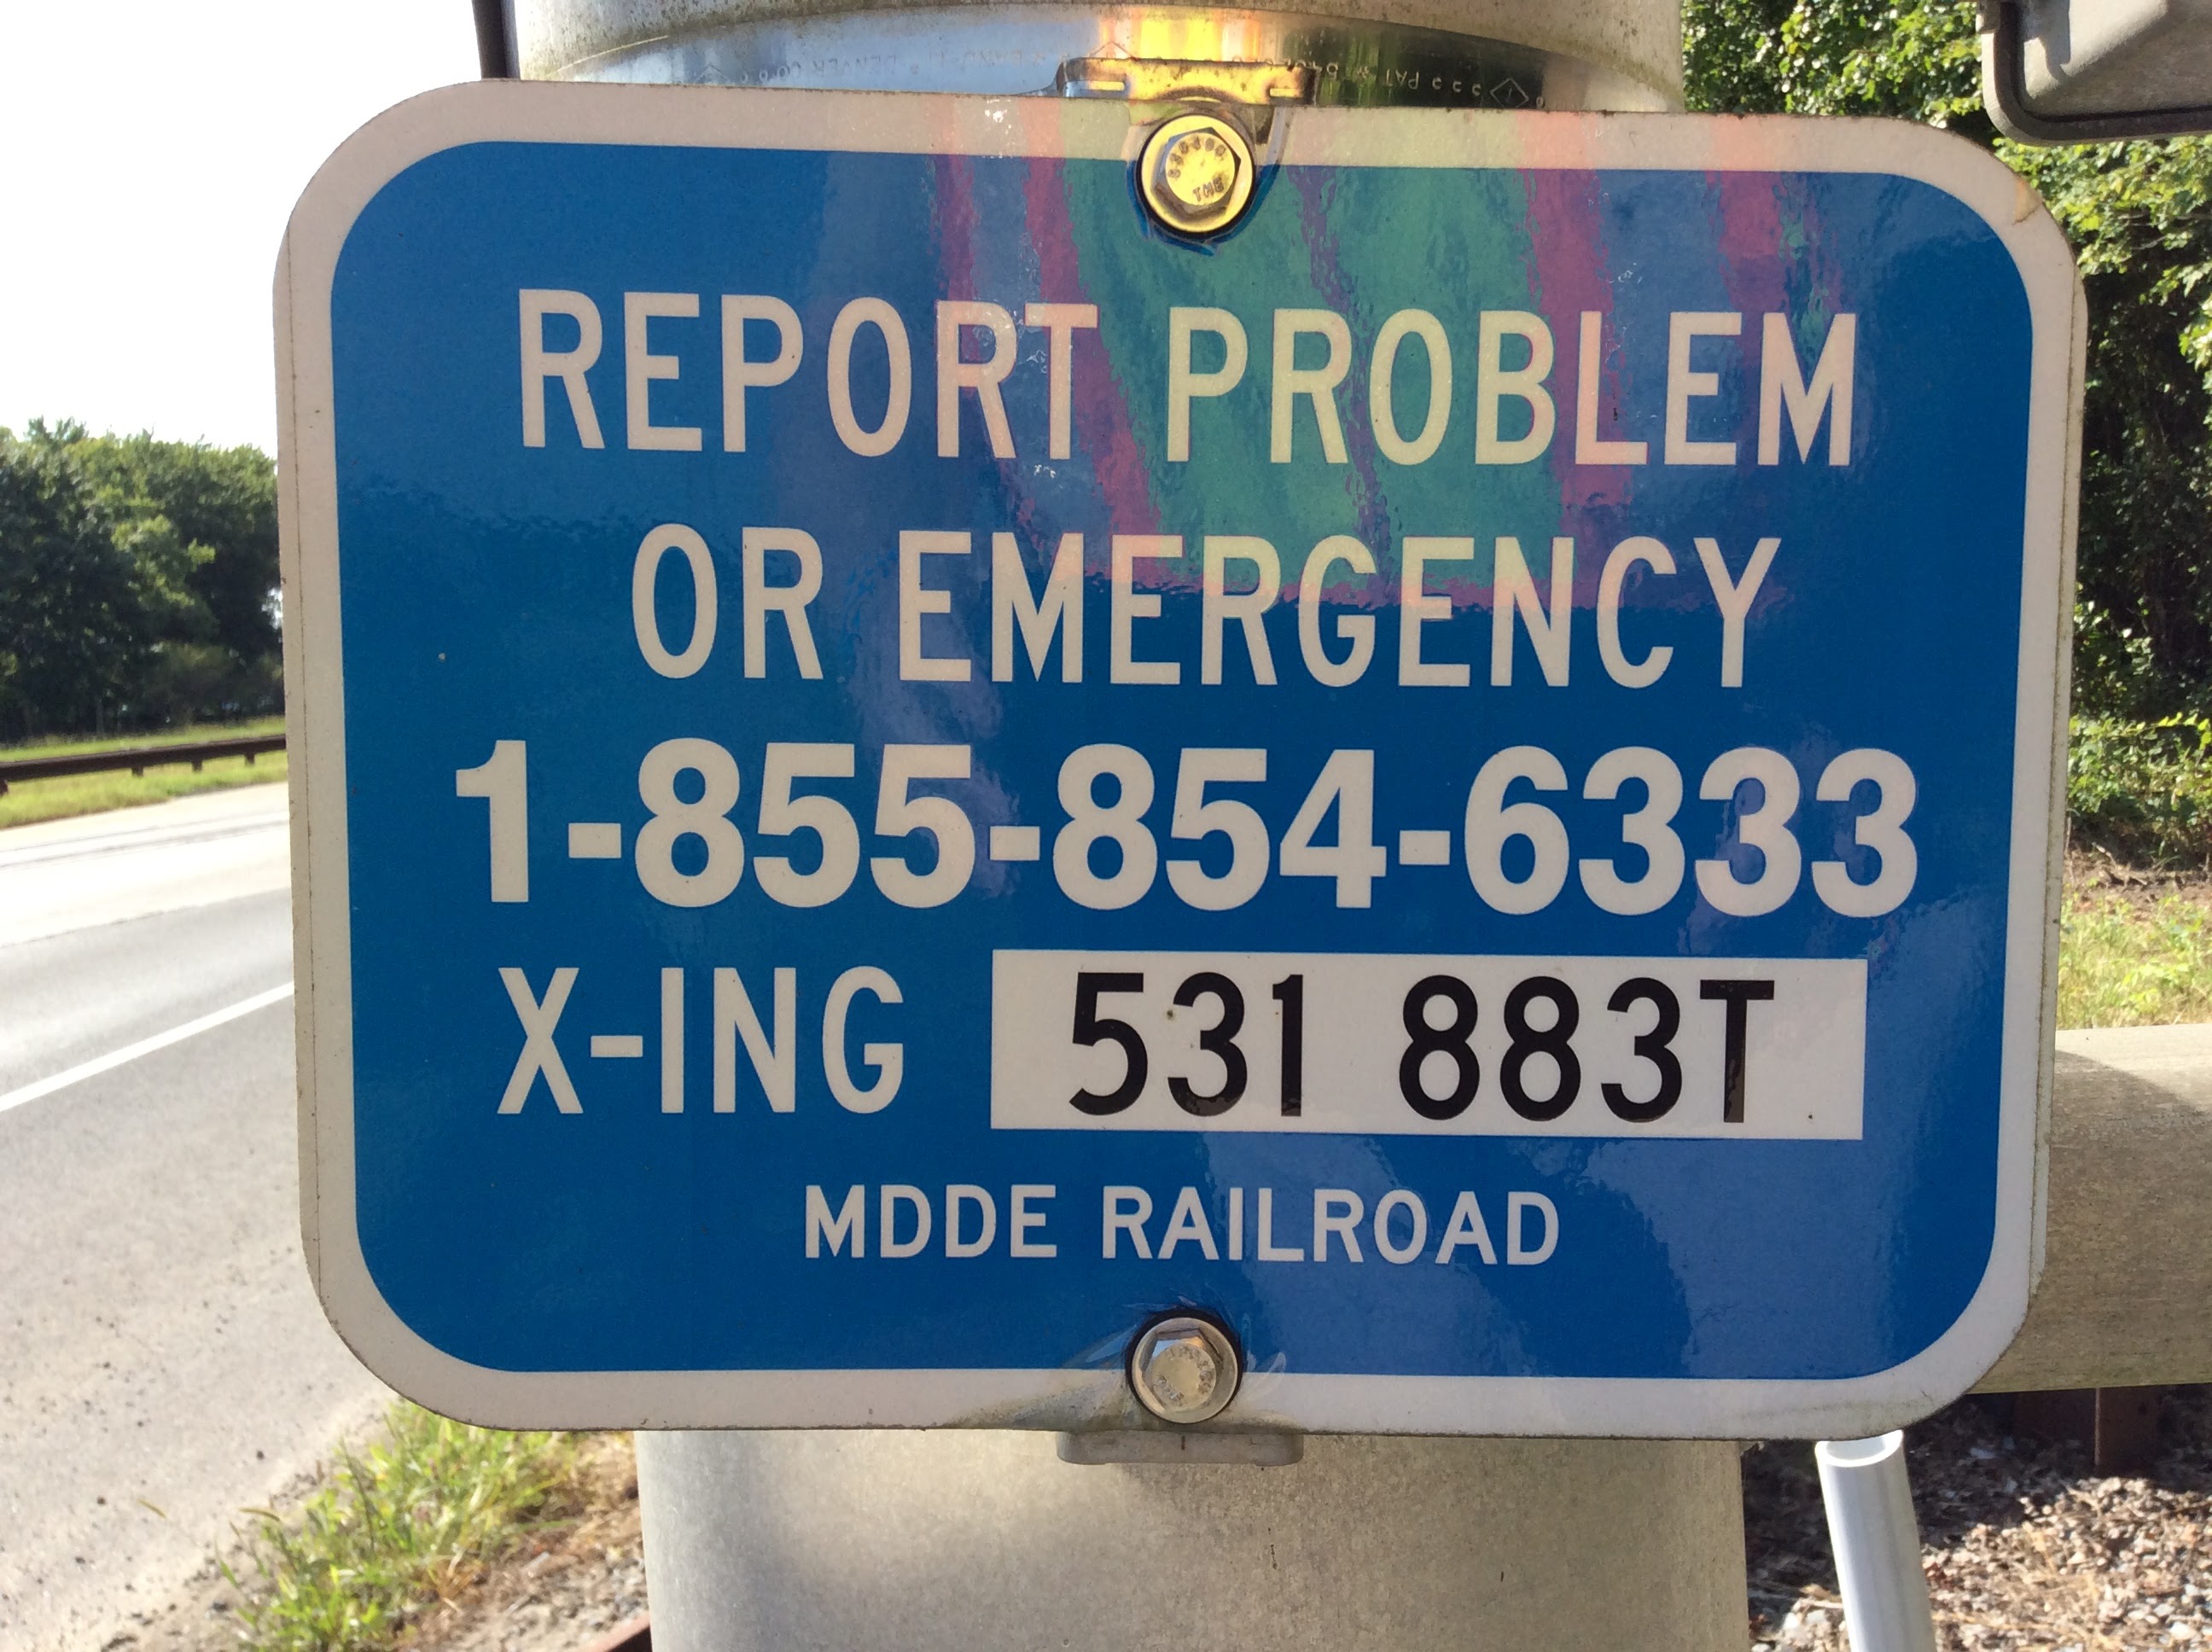 REPORT PROBLEM
OR EMERGENCY
1-855-854-6333
X-ING 531 883T
MDDE RAILROAD